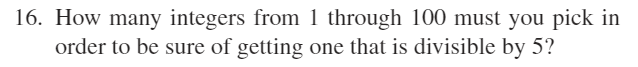 16. How many integers from 1 through 100 must you pick in
order to be sure of getting one that is divisible by 5?